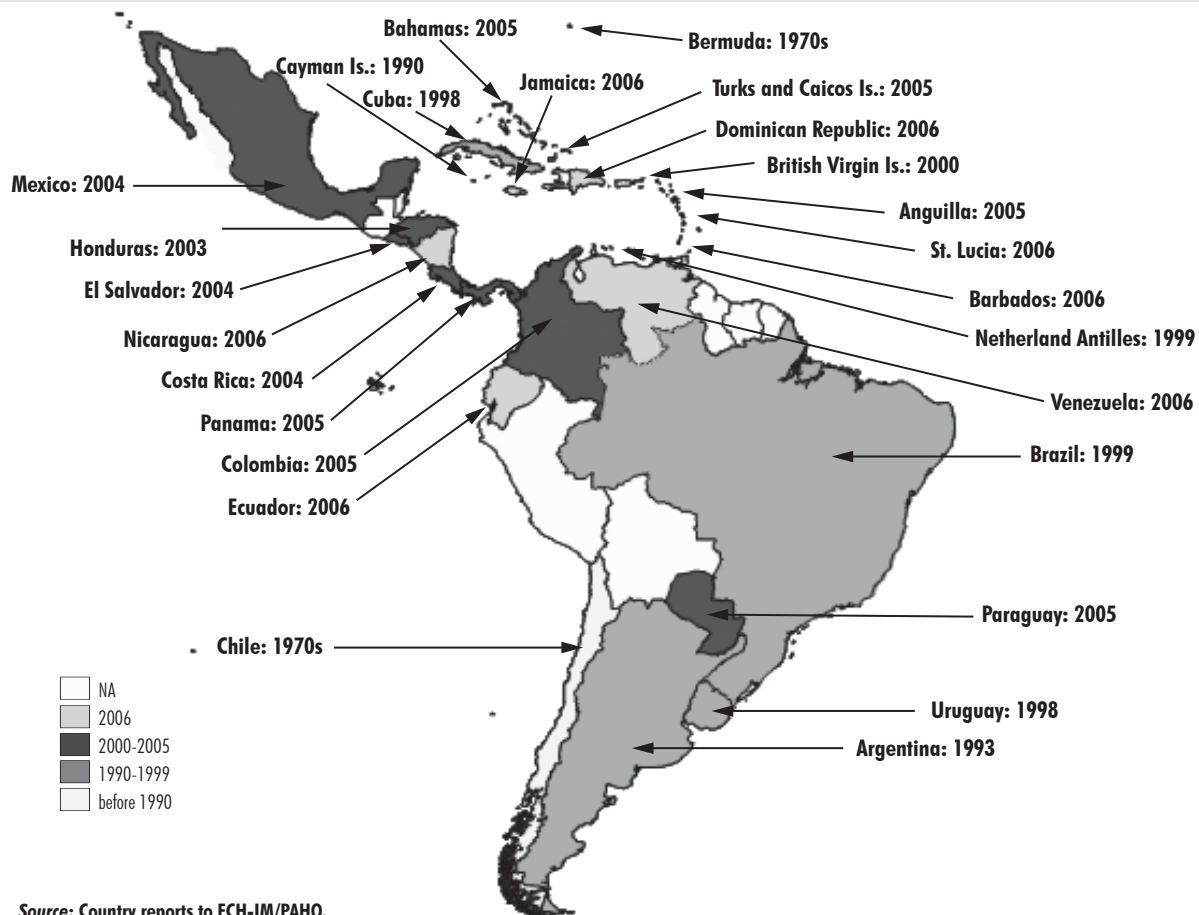 Bahamas: 2005
Bermuda: 1970s
Cayman Is.: 1990
Jamaica: 2006
Turks and Caicos Is.: 2005
Cuba: 1998
Dominican Republic: 2006
British Virgin Is.: 2000
Mexico: 2004
Anguilla: 2005
Honduras: 2003
St. Lucia: 2006
El Salvador: 2004
Barbados: 2006
Nicaragua: 2006
Netherland Antilles: 1999
Costa Rica: 2004
Venezuela: 2006
Panama: 2005
Brazil: 1999
Colombia: 2005
Ecuador: 2006
Paraguay: 2005
Chile: 1970s
NA
2006
2000-2005
1990-1999
before 1990
Uruguay: 1998
Argentina: 1993
Source: Country reports to FCH-IM/PAHO.